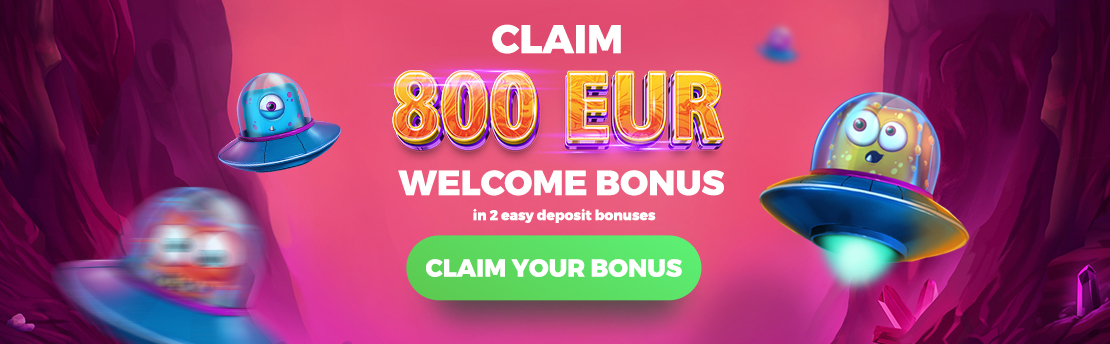 CLAIM
800 EUR
WELCOME BONUS
in 2 easy deposit bonuses
CLAIM YOUR BONUS